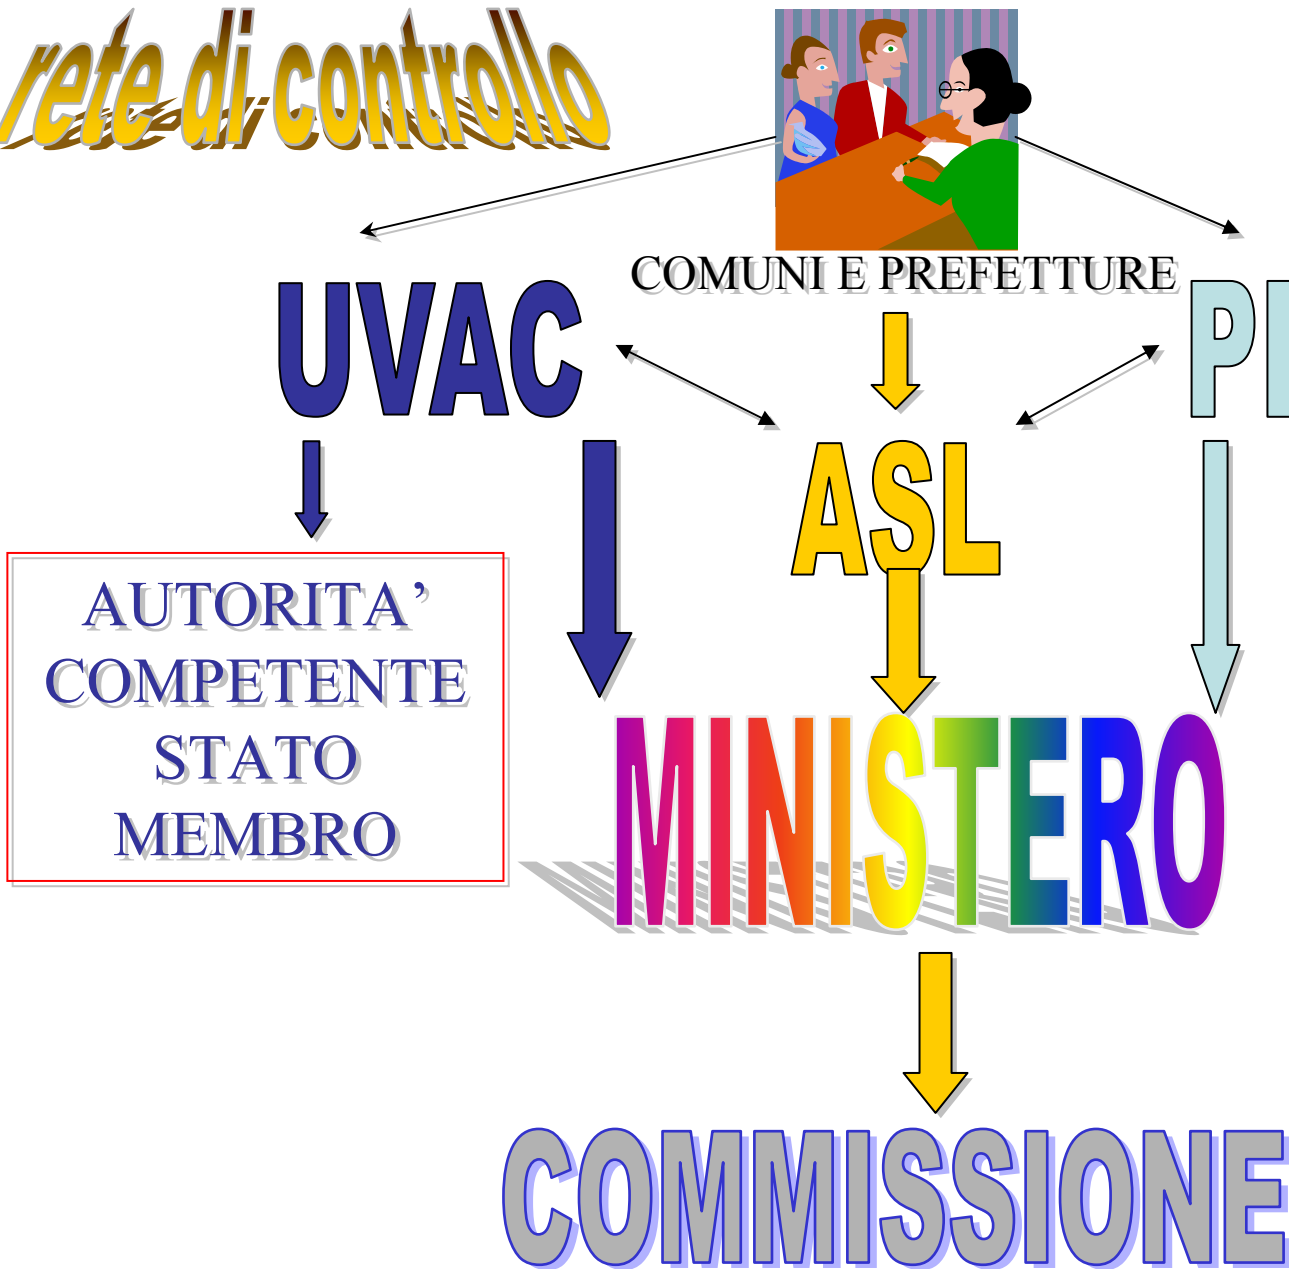 rete di controllo
COMUNI E PREFETTURE
UVAC
ASL
AUTORITA’
COMPETENTE
STATO
MEMBRO
MINISTERO
COMMISSIONE